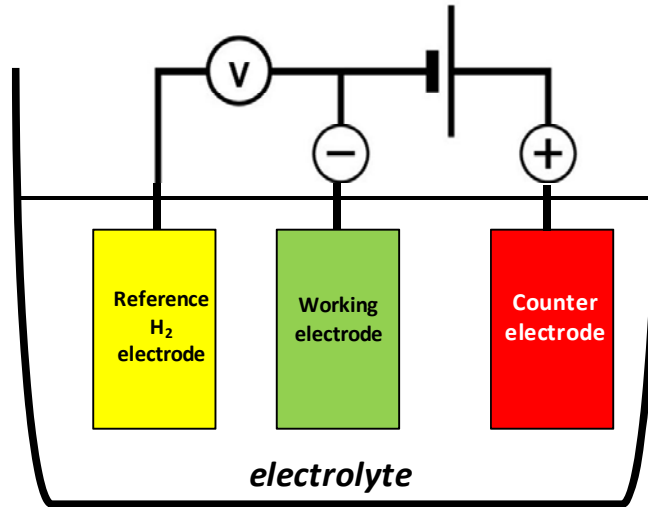 V
−
+
Reference
H₂
electrode
Working
electrode
Counter
electrode
electrolyte